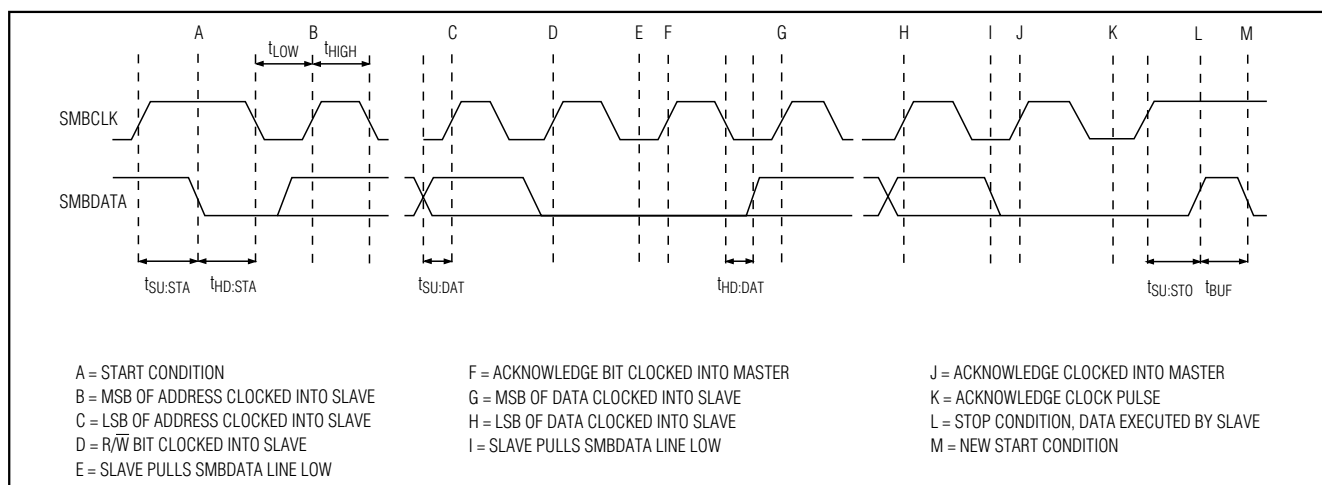 A B C D E F G H I J K L M
tLOW tHIGH
SMBCLK
SMBDATA
tSU:STA tHD:STA tSU:DAT tHD:DAT tSU:STO tBUF
A = START CONDITION
B = MSB OF ADDRESS CLOCKED INTO SLAVE
C = LSB OF ADDRESS CLOCKED INTO SLAVE
D = R/W̅ BIT CLOCKED INTO SLAVE
E = SLAVE PULLS SMBDATA LINE LOW
F = ACKNOWLEDGE BIT CLOCKED INTO MASTER
G = MSB OF DATA CLOCKED INTO SLAVE
H = LSB OF DATA CLOCKED INTO SLAVE
I = SLAVE PULLS SMBDATA LINE LOW
J = ACKNOWLEDGE CLOCKED INTO MASTER
K = ACKNOWLEDGE CLOCK PULSE
L = STOP CONDITION, DATA EXECUTED BY SLAVE
M = NEW START CONDITION